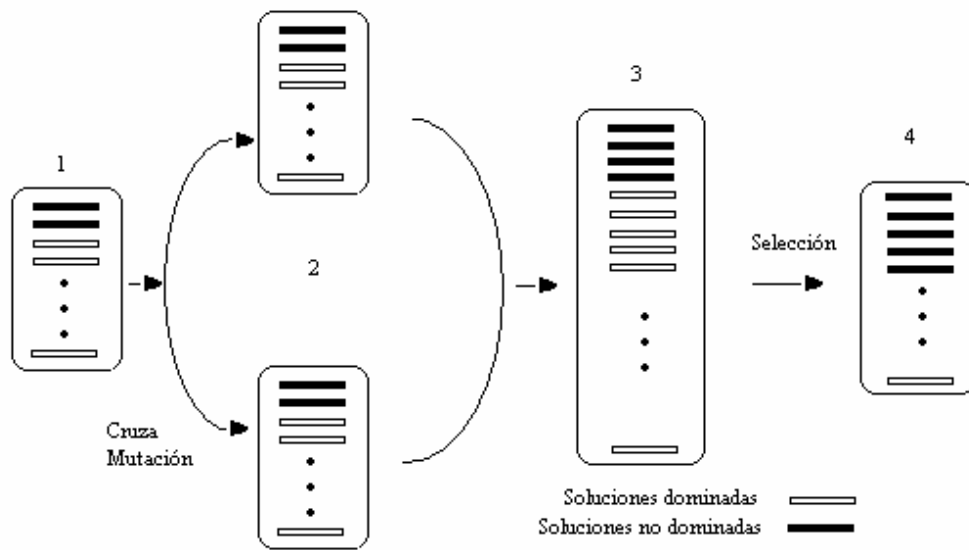 1
2
3
4
Cruza
Mutación
Selección
Soluciones dominadas
Soluciones no dominadas